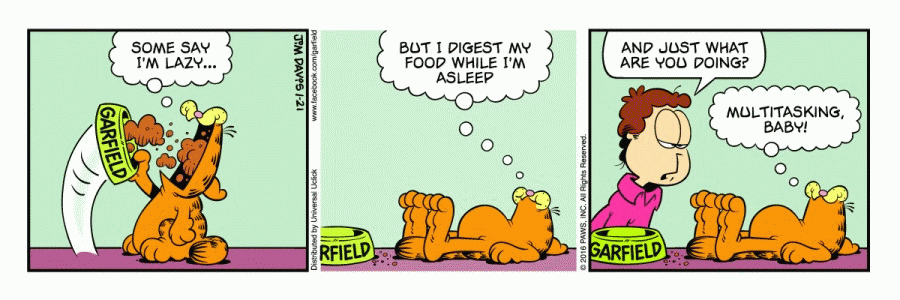 SOME SAY
I'M LAZY...
GARFIELD
JIM DAVIS 1-21
www.facebook.com/garfield
Distributed by Universal Uclick
BUT I DIGEST MY
FOOD WHILE I'M
ASLEEP
RFIELD
© 2016 PAWS, INC. All Rights Reserved.
AND JUST WHAT
ARE YOU DOING?
MULTITASKING,
BABY!
GARFIELD